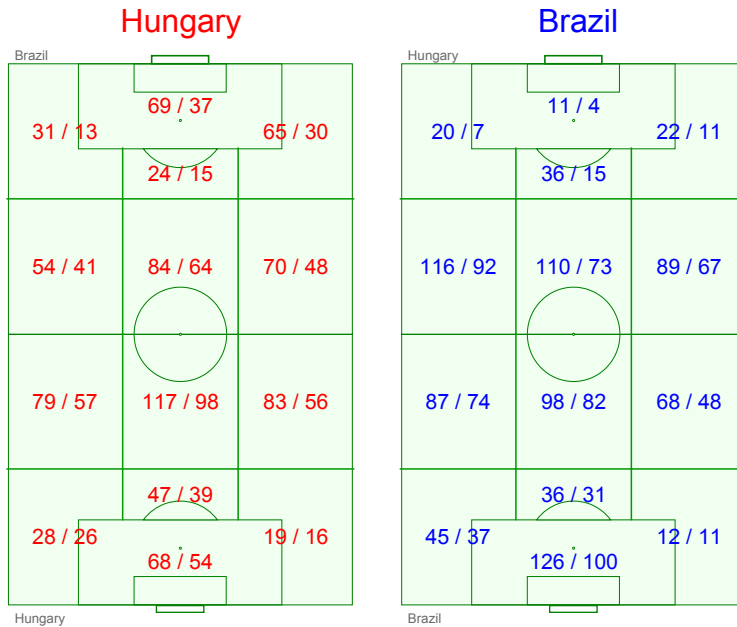 Hungary Brazil
Brazil Hungary
69 / 37 11 / 4
31 / 13 65 / 30 20 / 7 22 / 11
24 / 15 36 / 15
54 / 41 84 / 64 70 / 48 116 / 92 110 / 73 89 / 67
79 / 57 117 / 98 83 / 56 87 / 74 98 / 82 68 / 48
47 / 39 36 / 31
28 / 26 19 / 16 45 / 37 12 / 11
68 / 54 126 / 100
Hungary Brazil